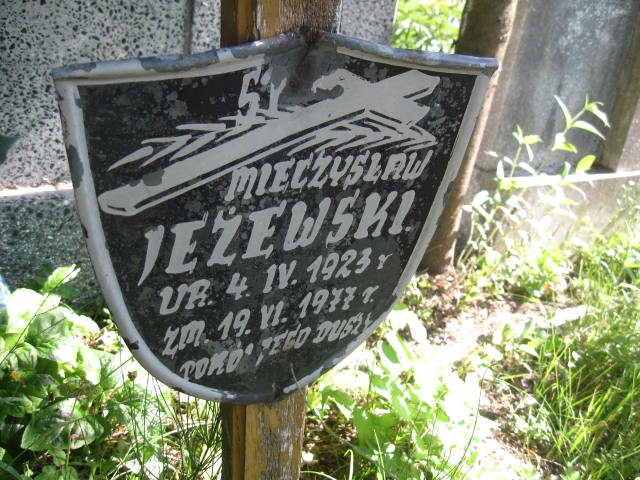 Ś.
MIECZYSŁAW
JEŻEWSKI
UR. 4. IV. 1923 r
ZM. 19. VI. 1977 r.
POKÓJ JEGO DUSZY